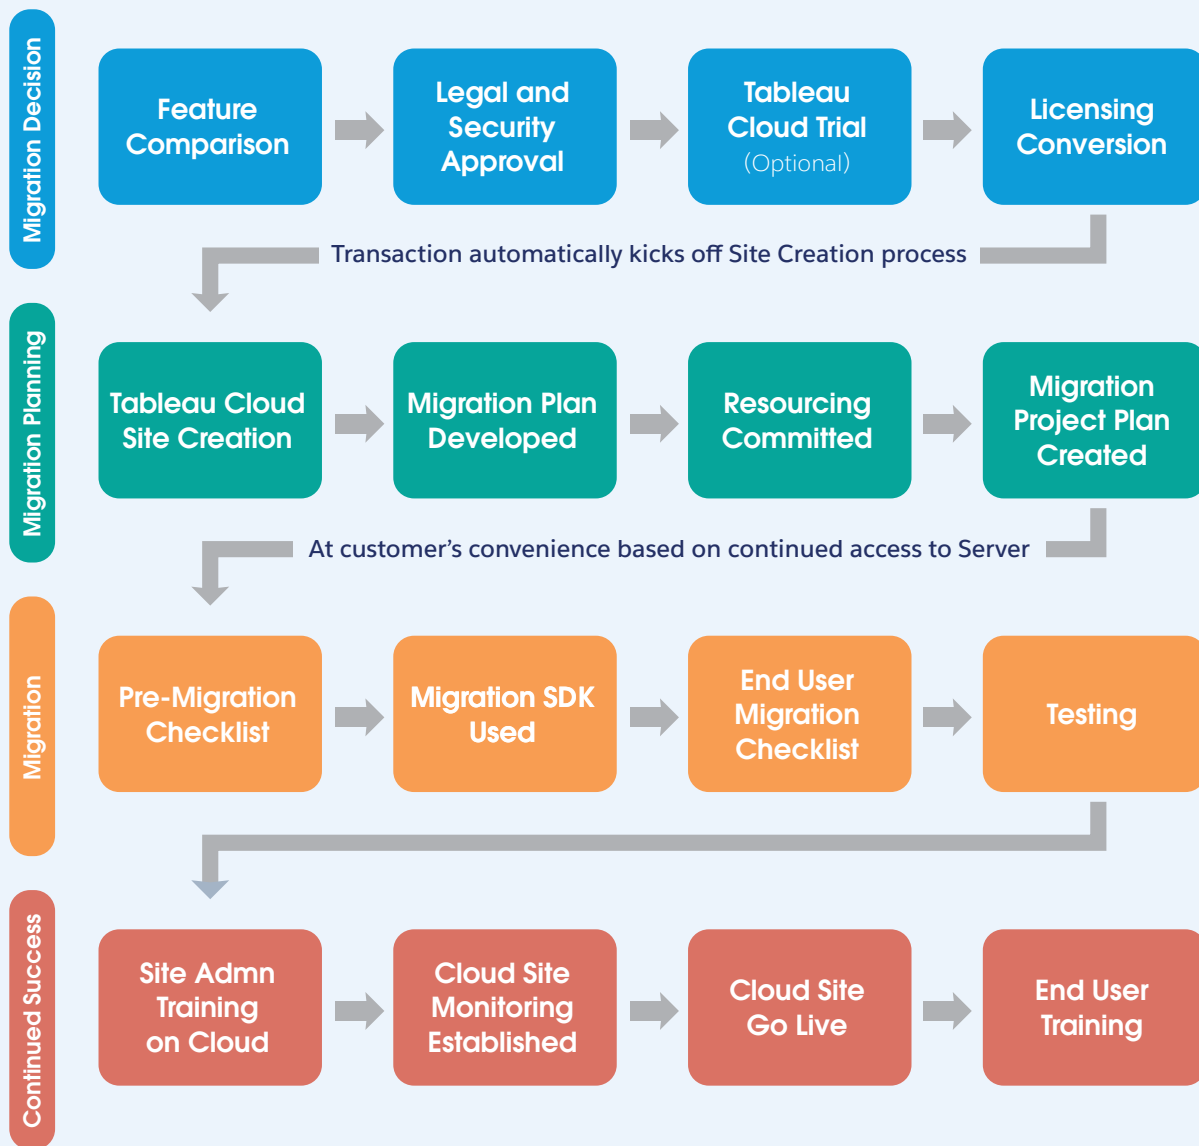 Migration Decision
Feature
Comparison
Legal and
Security
Approval
Tableau
Cloud Trial
(Optional)
Licensing
Conversion
Transaction automatically kicks off Site Creation process
Migration Planning
Tableau Cloud
Site Creation
Migration Plan
Developed
Resourcing
Committed
Migration
Project Plan
Created
At customer's convenience based on continued access to Server
Migration
Pre-Migration
Checklist
Migration SDK
Used
End User
Migration
Checklist
Testing
Continued Success
Site Admn
Training
on Cloud
Cloud Site
Monitoring
Established
Cloud Site
Go Live
End User
Training